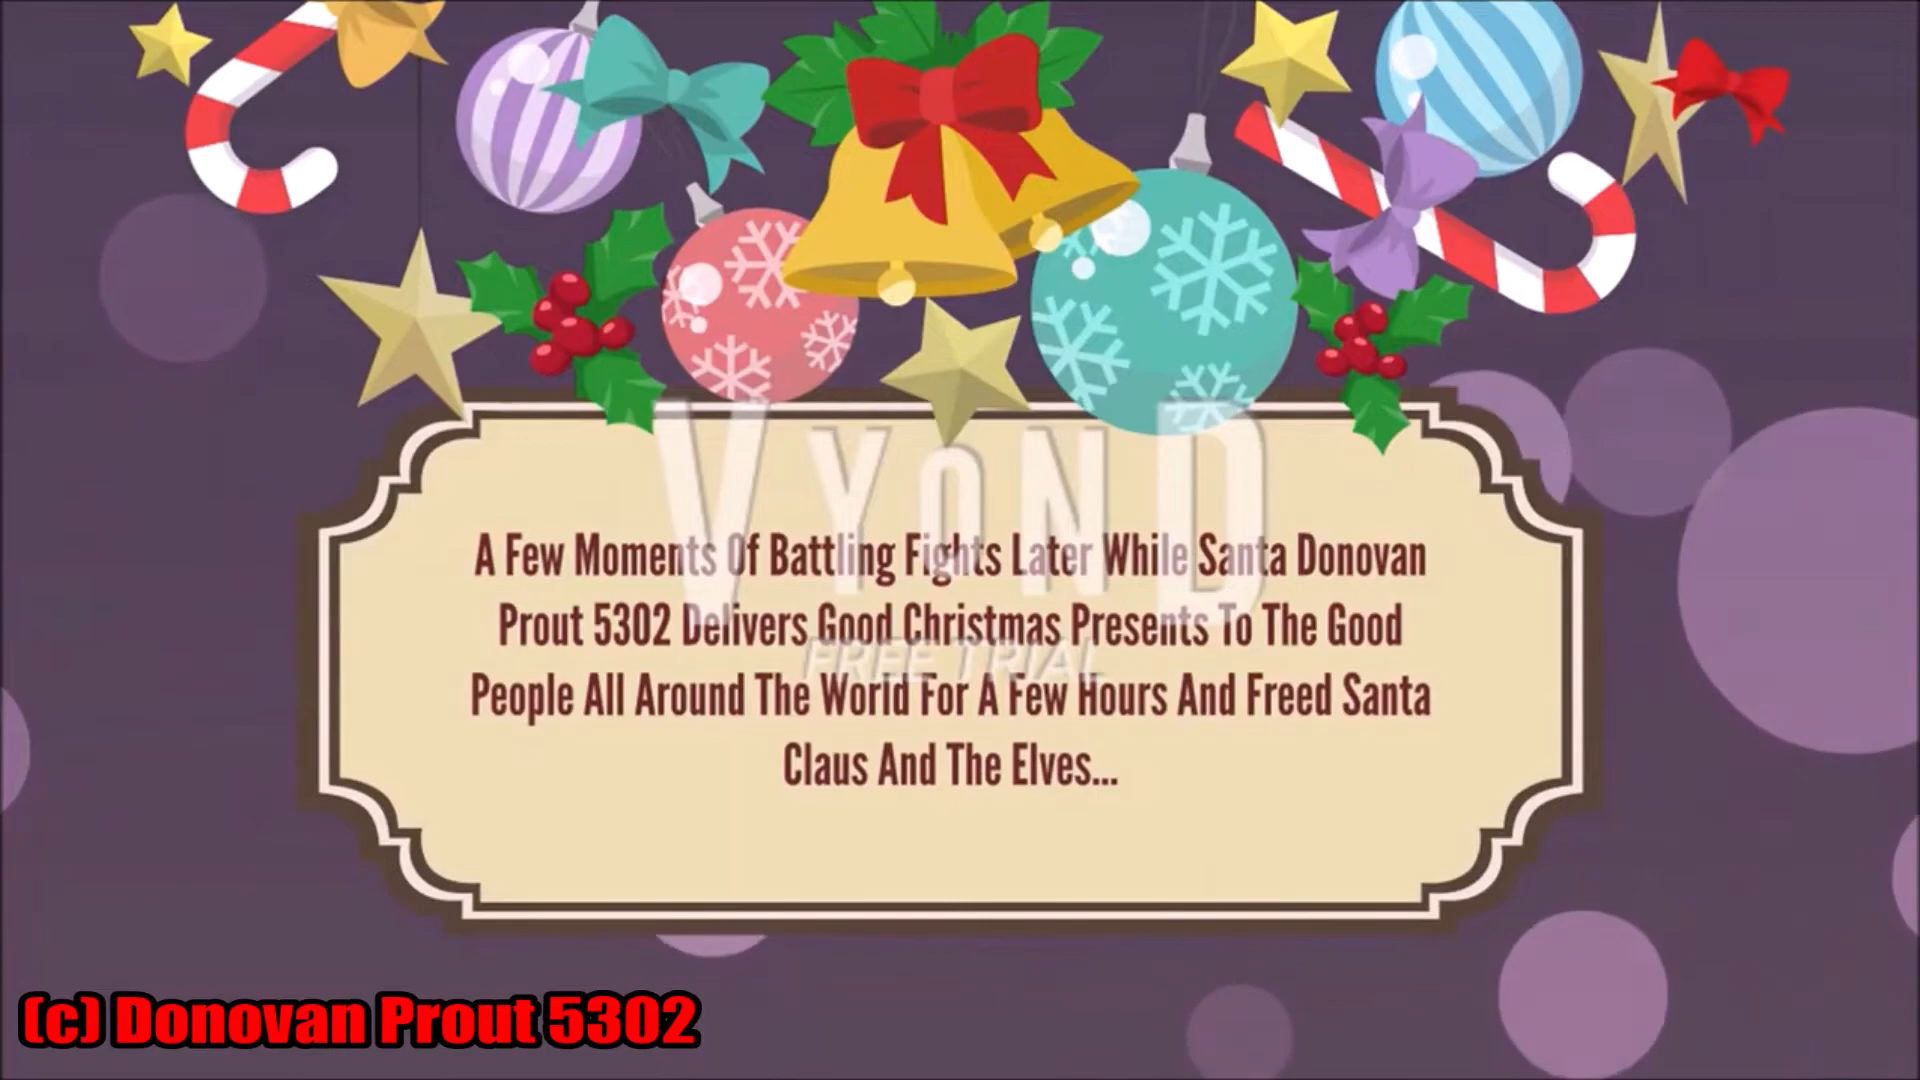 VYOND
FREE TRIAL
A Few Moments Of Battling Fights Later While Santa Donovan
Prout 5302 Delivers Good Christmas Presents To The Good
People All Around The World For A Few Hours And Freed Santa
Claus And The Elves...
(c) Donovan Prout 5302